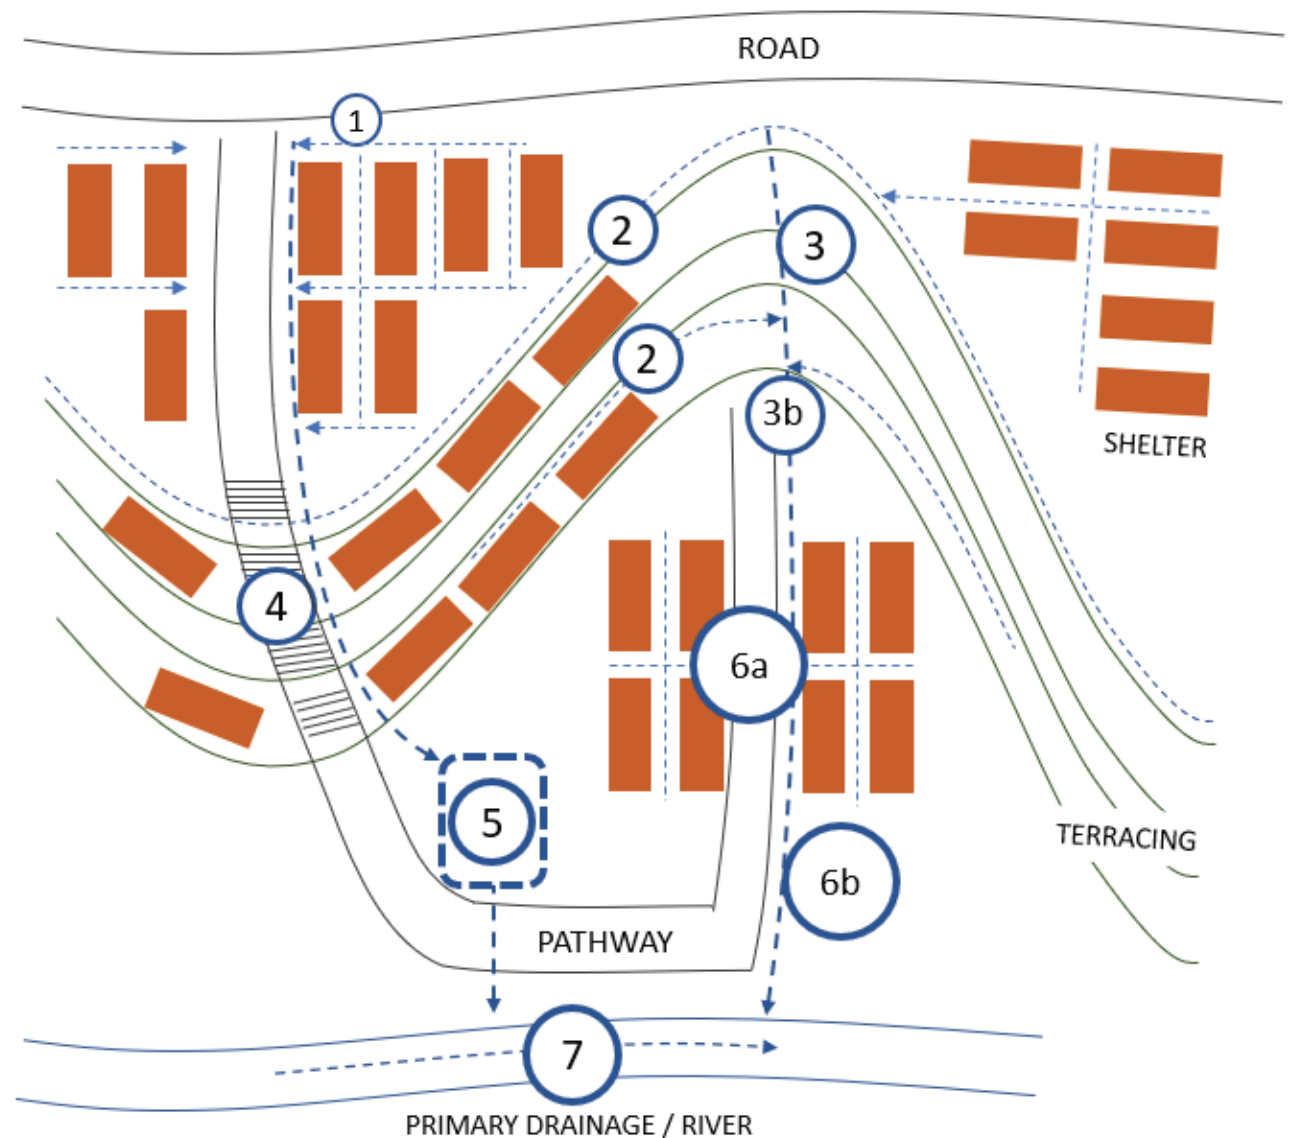 ROAD
1
2
3
2
3b
SHELTER
4
6a
5
TERRACING
6b
PATHWAY
7
PRIMARY DRAINAGE / RIVER